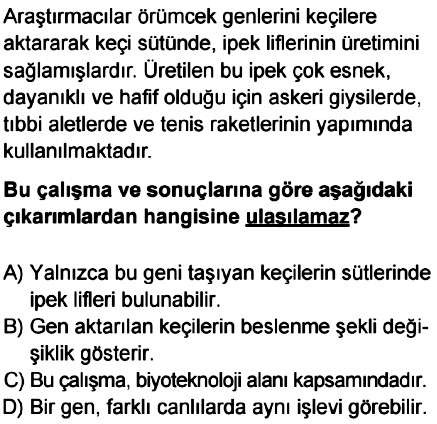 Araştırmacılar örümcek genlerini keçilere
aktararak keçi sütünde, ipek liflerinin üretimini
sağlamışlardır. Üretilen bu ipek çok esnek,
dayanıklı ve hafif olduğu için askeri giysilerde,
tıbbi aletlerde ve tenis raketlerinin yapımında
kullanılmaktadır.
Bu çalışma ve sonuçlarına göre aşağıdaki
çıkarımlardan hangisine ulaşılamaz?
A) Yalnızca bu geni taşıyan keçilerin sütlerinde
ipek lifleri bulunabilir.
B) Gen aktarılan keçilerin beslenme şekli deği-
şiklik gösterir.
C) Bu çalışma, biyoteknoloji alanı kapsamındadır.
D) Bir gen, farklı canlılarda aynı işlevi görebilir.